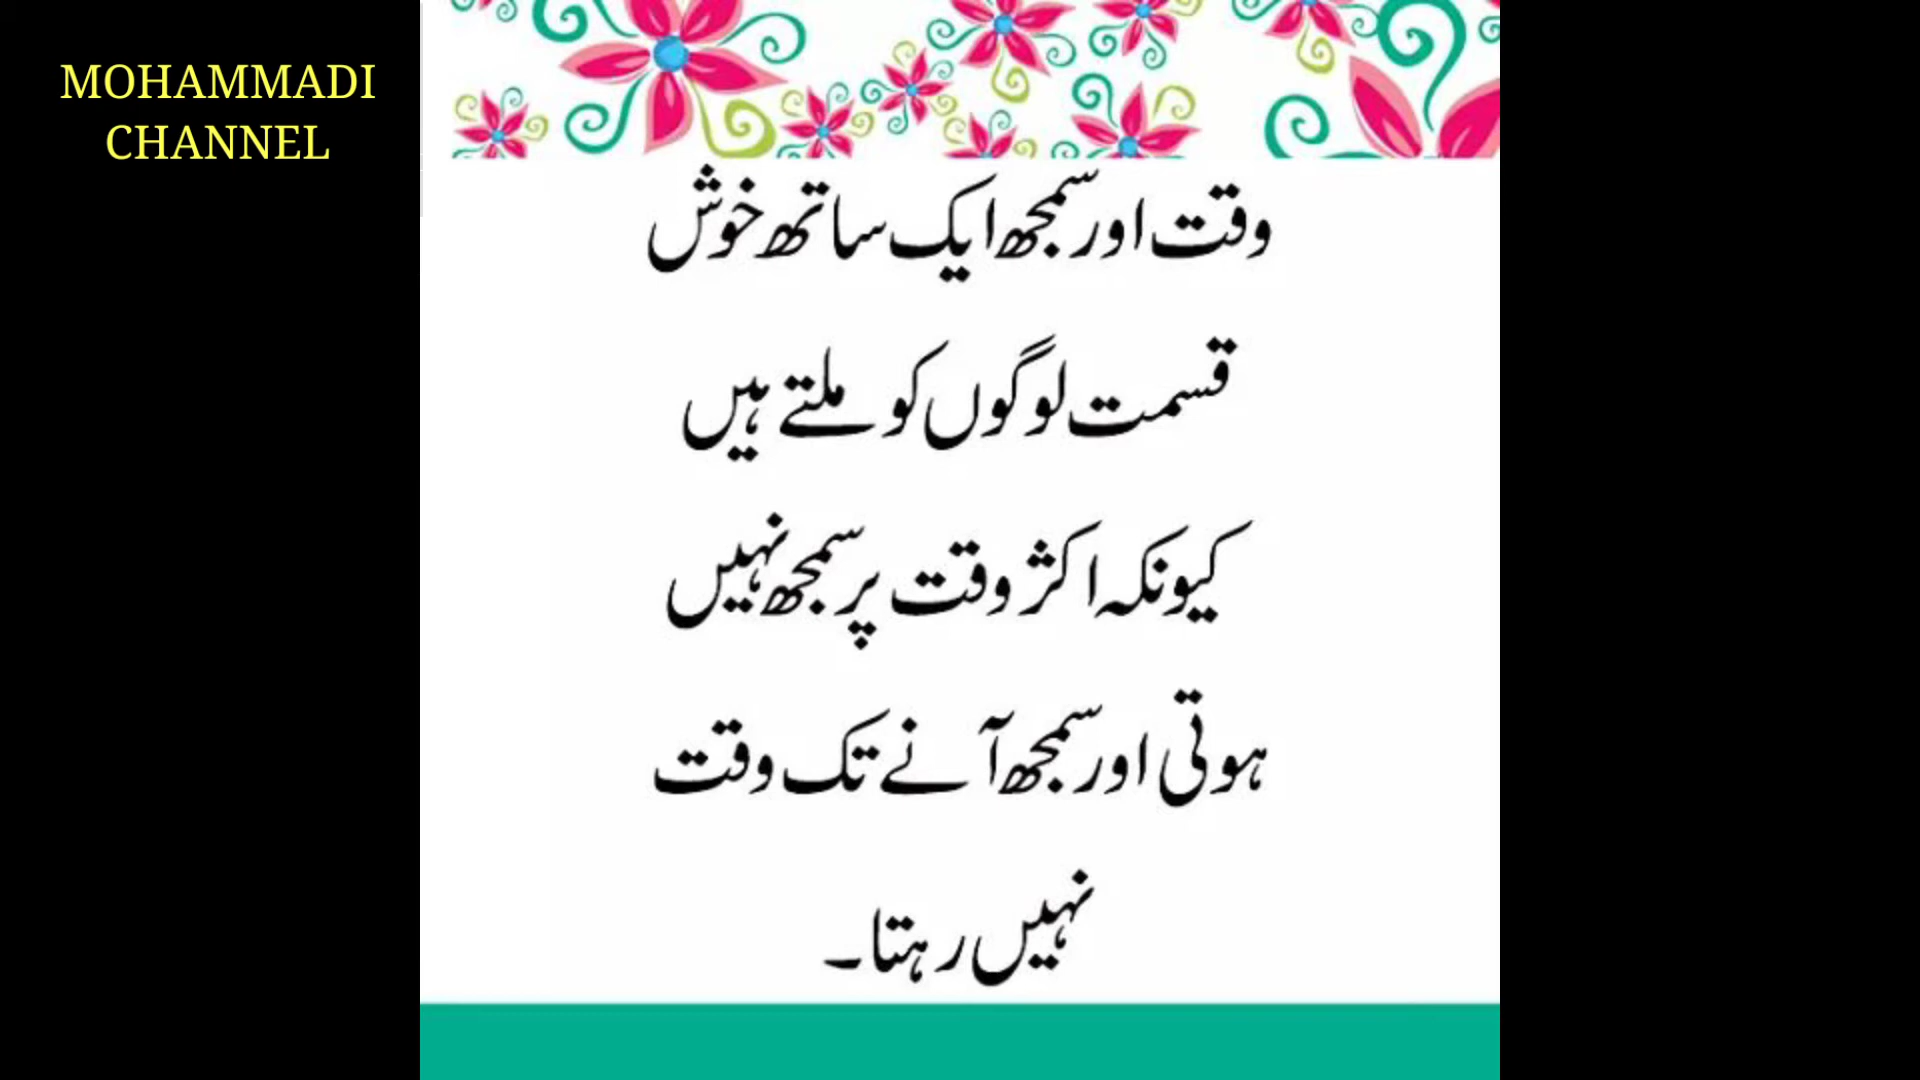 MOHAMMADI
CHANNEL
وقت اور سمجھ ایک ساتھ خوش
قسمت لوگوں کو ملتے ہیں
کیونکہ اکثر وقت پر سمجھ نہیں
ہوتی اور سمجھ آنے تک وقت
نہیں رہتا۔